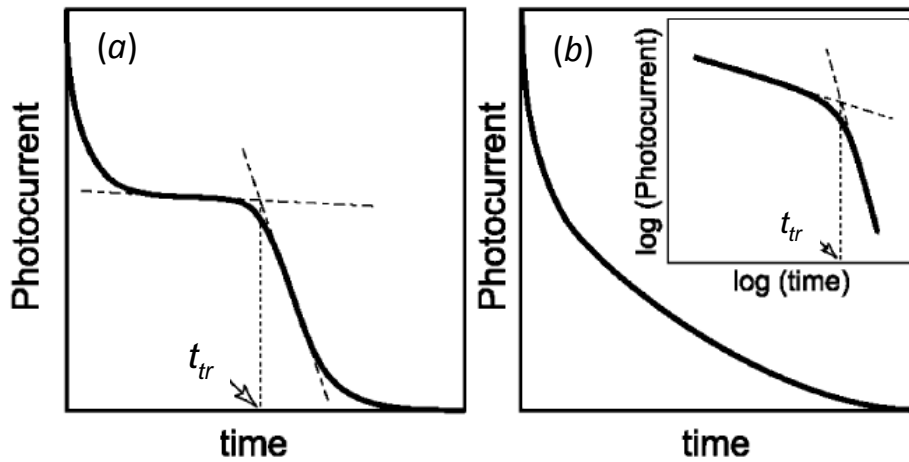 (a)
Photocurrent
t_tr
time
(b)
Photocurrent
log (Photocurrent)
t_tr
log (time)
time